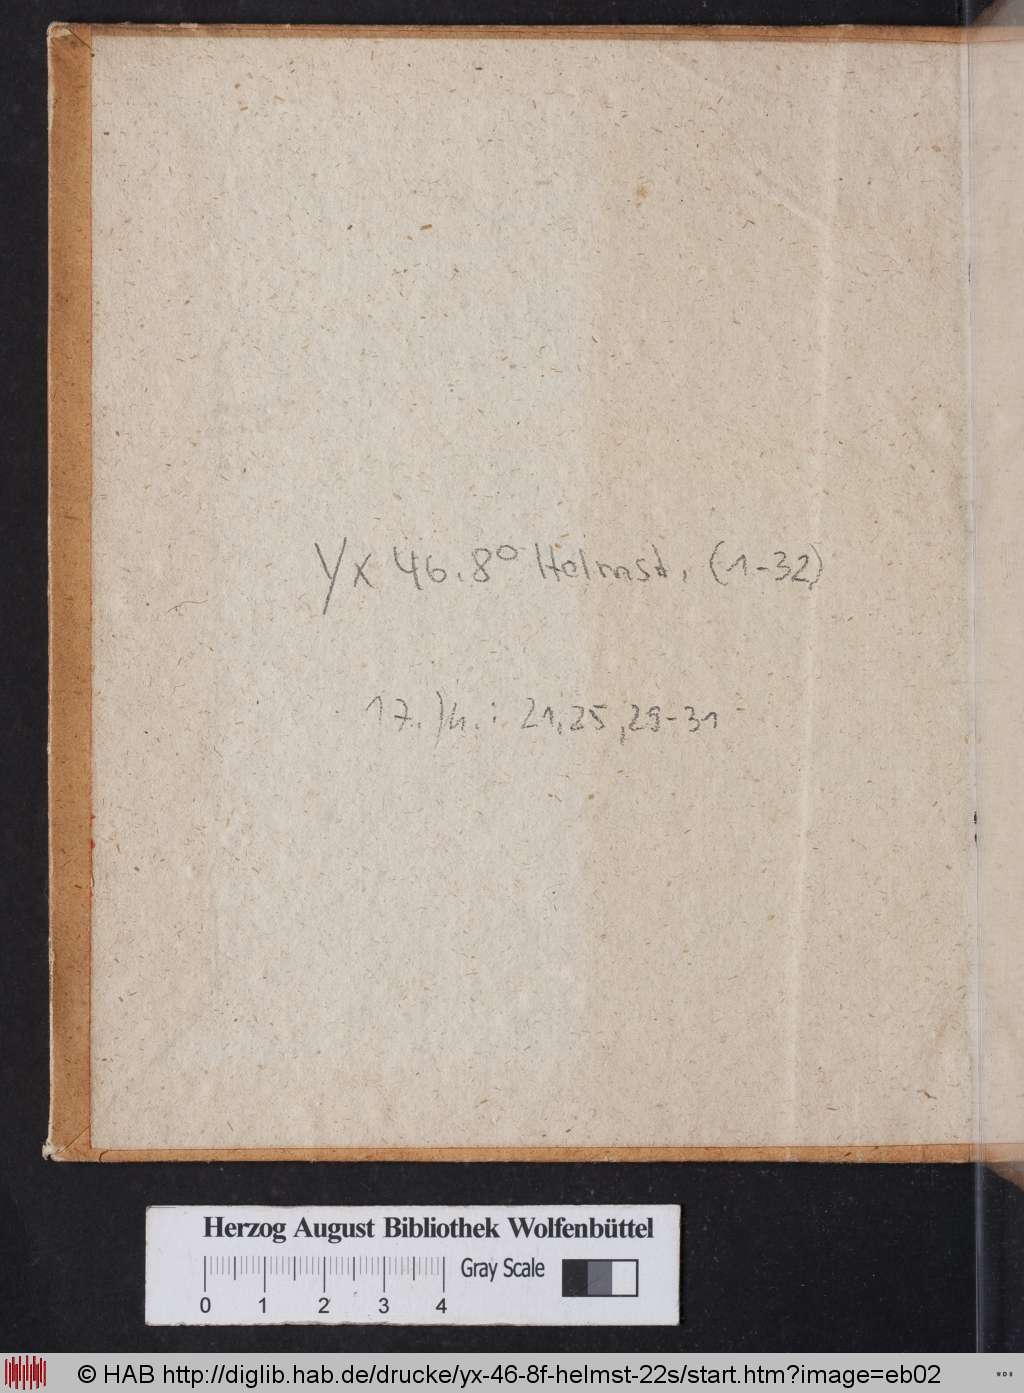 Yx 46.8° Helmst. (1-32)
17. Jh.: 21, 25, 29-31
Herzog August Bibliothek Wolfenbüttel
0 1 2 3 4 Gray Scale
© HAB http://diglib.hab.de/drucke/yx-46-8f-helmst-22s/start.htm?image=eb02